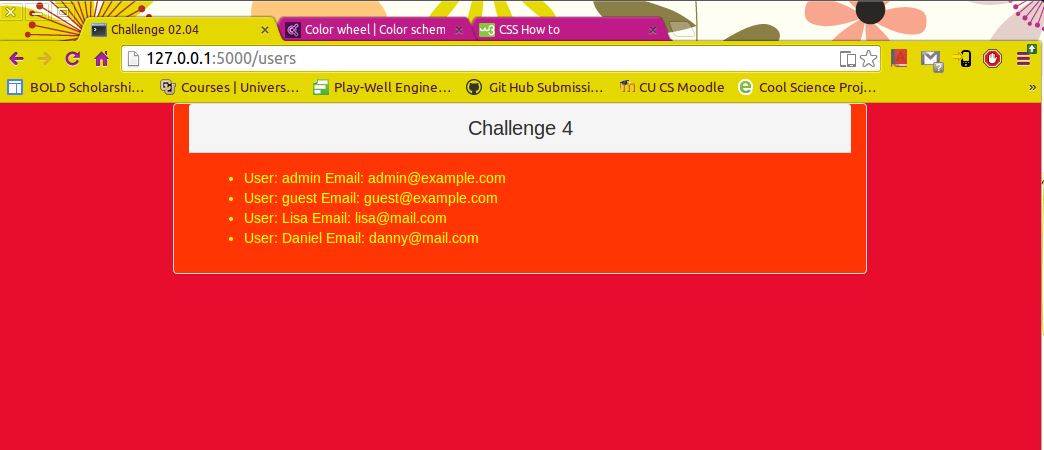 Challenge 02.04
Color wheel | Color schem
CSS How to
127.0.0.1:5000/users
BOLD Scholarshi... Courses | Univers... Play-Well Engine... Git Hub Submissi... CU CS Moodle Cool Science Proj... »
Challenge 4
• User: admin Email: admin@example.com
• User: guest Email: guest@example.com
• User: Lisa Email: lisa@mail.com
• User: Daniel Email: danny@mail.com